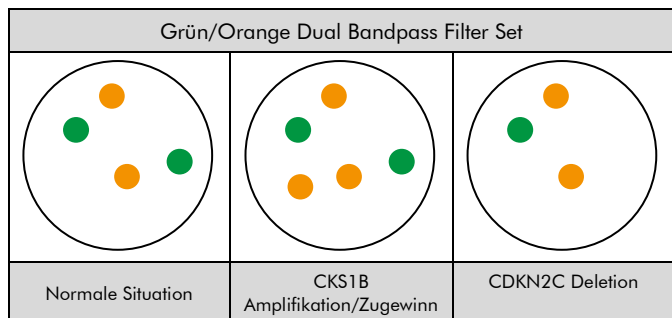 Grün/Orange Dual Bandpass Filter Set
Normale Situation
CKS1B
Amplifikation/Zugewinn
CDKN2C Deletion